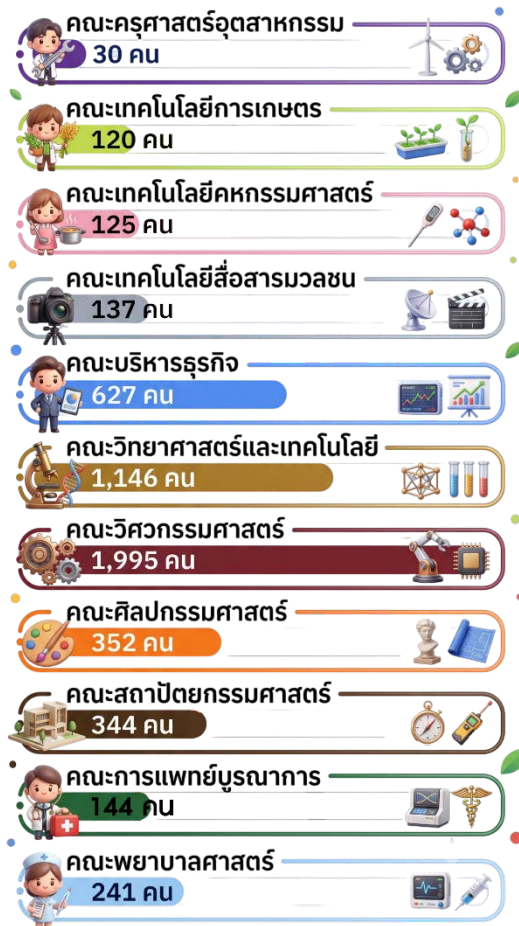 คณะครุศาสตร์อุตสาหกรรม
30 คน
คณะเทคโนโลยีการเกษตร
120 คน
คณะเทคโนโลยีคหกรรมศาสตร์
125 คน
คณะเทคโนโลยีสื่อสารมวลชน
137 คน
คณะบริหารธุรกิจ
627 คน
คณะวิทยาศาสตร์และเทคโนโลยี
1,146 คน
คณะวิศวกรรมศาสตร์
1,995 คน
คณะศิลปกรรมศาสตร์
352 คน
คณะสถาปัตยกรรมศาสตร์
344 คน
คณะการแพทย์บูรณาการ
144 คน
คณะพยาบาลศาสตร์
241 คน